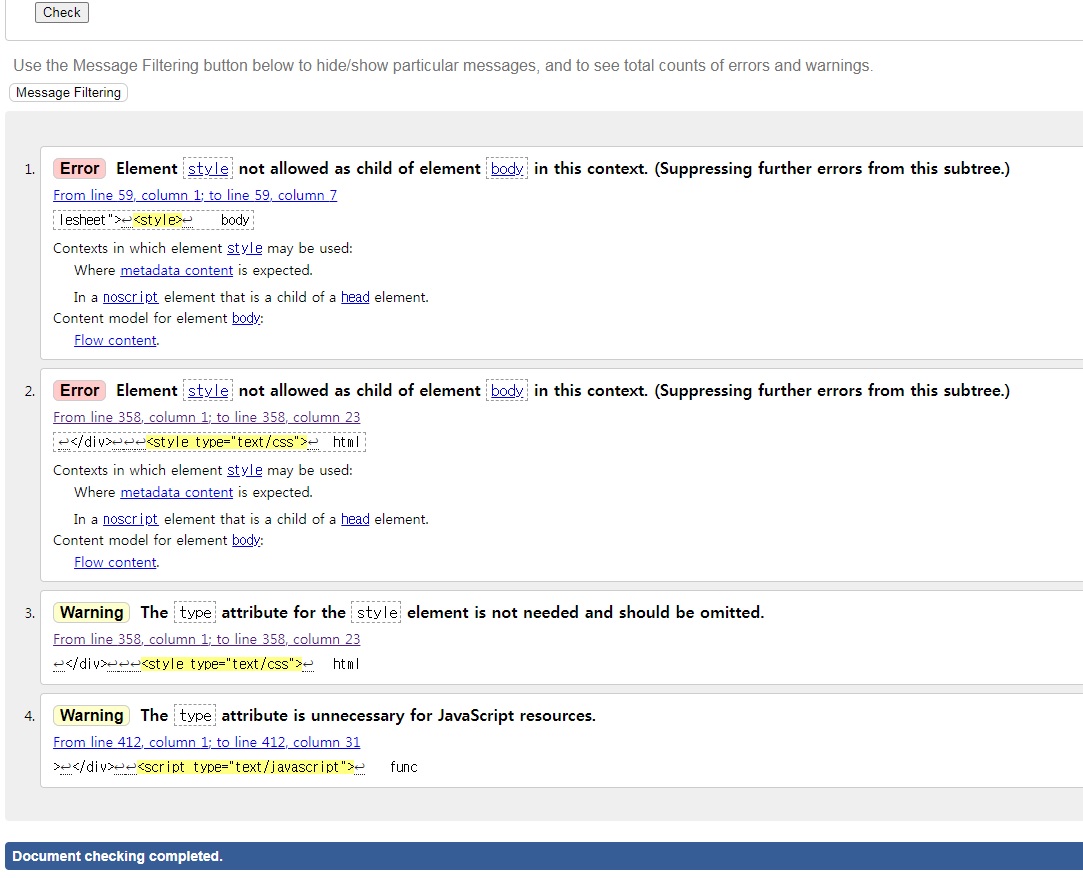 Check
Use the Message Filtering button below to hide/show particular messages, and to see total counts of errors and warnings.
Message Filtering
1. Error Element style not allowed as child of element body in this context. (Suppressing further errors from this subtree.)
From line 59, column 1; to line 59, column 7
lesheet">↩<style>↩ body
Contexts in which element style may be used:
Where metadata content is expected.
In a noscript element that is a child of a head element.
Content model for element body:
Flow content.
2. Error Element style not allowed as child of element body in this context. (Suppressing further errors from this subtree.)
From line 358, column 1; to line 358, column 23
↩</div>↩↩↩<style type="text/css">↩ html
Contexts in which element style may be used:
Where metadata content is expected.
In a noscript element that is a child of a head element.
Content model for element body:
Flow content.
3. Warning The type attribute for the style element is not needed and should be omitted.
From line 358, column 1; to line 358, column 23
↩</div>↩↩↩<style type="text/css">↩ html
4. Warning The type attribute is unnecessary for JavaScript resources.
From line 412, column 1; to line 412, column 31
>↩</div>↩↩<script type="text/javascript">↩ func
Document checking completed.